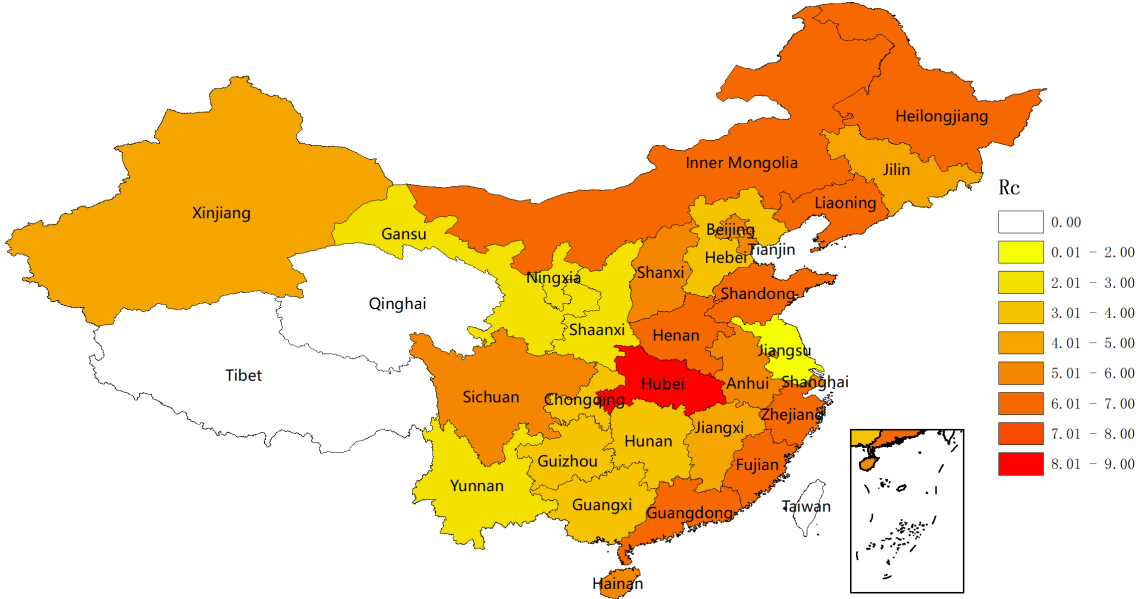 Heilongjiang
Inner Mongolia
Jilin
Liaoning
Xinjiang
Gansu
Beijing
Tianjin
Hebei
Ningxia
Shanxi
Qinghai
Shandong
Shaanxi
Henan
Jiangsu
Tibet
Sichuan
Hubei
Anhui
Shanghai
Chongqing
Zhejiang
Jiangxi
Hunan
Guizhou
Fujian
Yunnan
Guangxi
Guangdong
Taiwan
Hainan
Rc
0.00
0.01 - 2.00
2.01 - 3.00
3.01 - 4.00
4.01 - 5.00
5.01 - 6.00
6.01 - 7.00
7.01 - 8.00
8.01 - 9.00